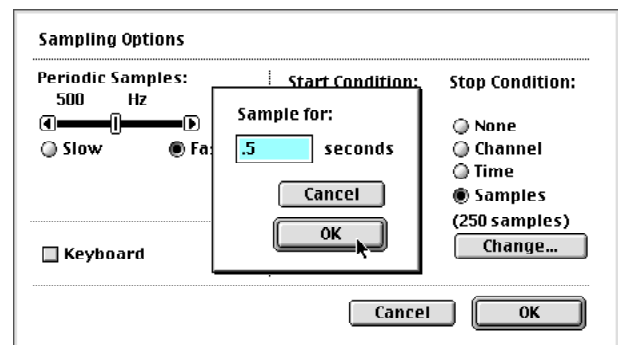 Sampling Options
Periodic Samples:
500 Hz
Slow
Fa
Start Condition:
Stop Condition:
None
Channel
Time
Samples
(250 samples)
Change...
Keyboard
Sample for:
.5 seconds
Cancel
OK
Cancel
OK